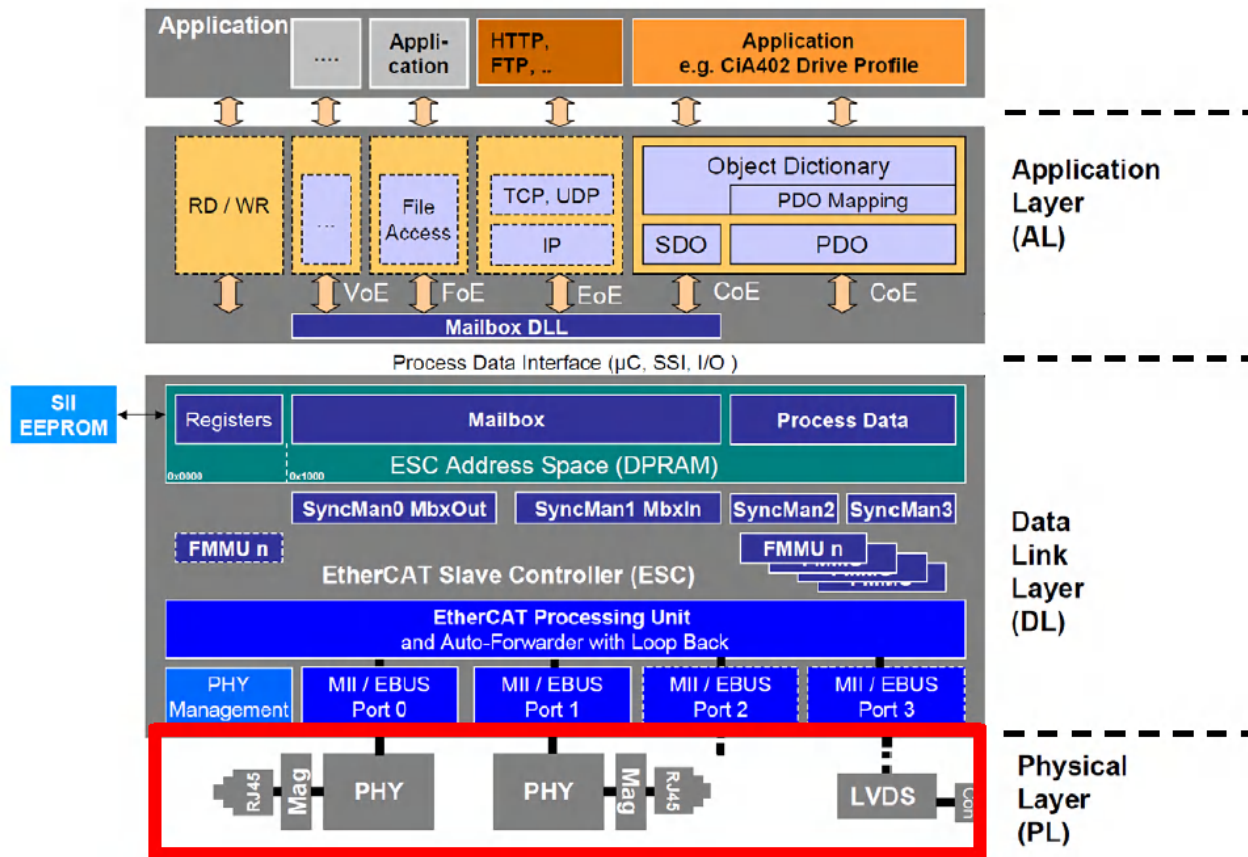 Application
....
Appli-
cation
HTTP,
FTP, ..
Application
e.g. CiA402 Drive Profile
RD / WR
...
File
Access
TCP, UDP
IP
Object Dictionary
PDO Mapping
SDO
PDO
VoE
FoE
EoE
CoE
CoE
Mailbox DLL
Application
Layer
(AL)
Process Data Interface (µC, SSI, I/O )
SII
EEPROM
Registers
Mailbox
Process Data
0x0000
0x1000
ESC Address Space (DPRAM)
SyncMan0 MbxOut
SyncMan1 MbxIn
SyncMan2
SyncMan3
FMMU n
FMMU n
EtherCAT Slave Controller (ESC)
Data
Link
Layer
(DL)
EtherCAT Processing Unit
and Auto-Forwarder with Loop Back
PHY
Management
MII / EBUS
Port 0
MII / EBUS
Port 1
MII / EBUS
Port 2
MII / EBUS
Port 3
RJ45
Mag
PHY
PHY
Mag
RJ45
LVDS
Con
Physical
Layer
(PL)